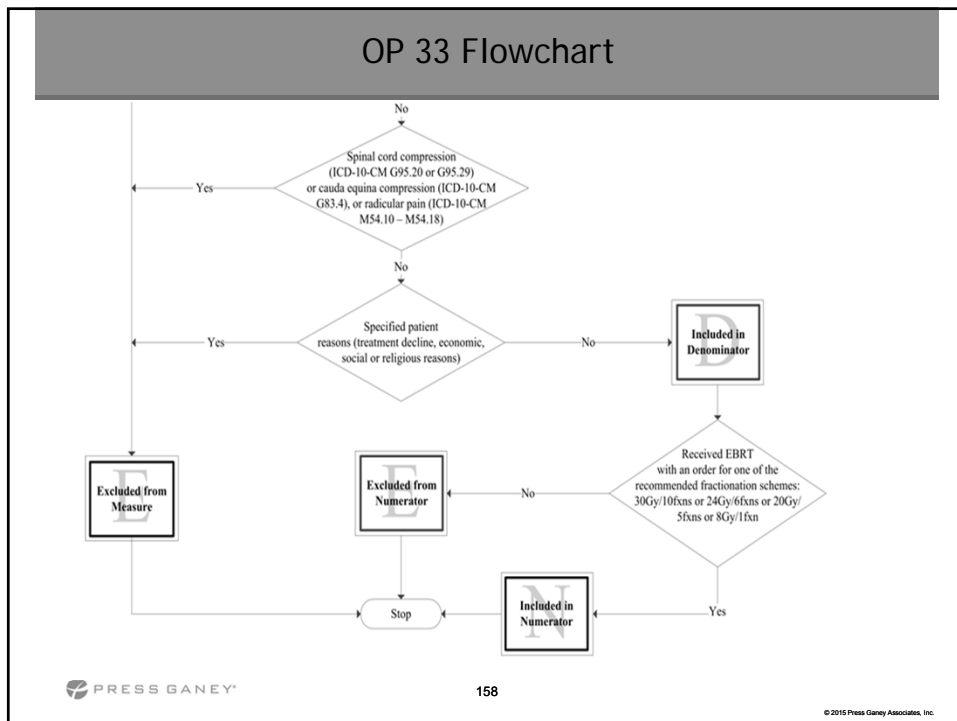 OP 33 Flowchart
No
Spinal cord compression
(ICD-10-CM G95.20 or G95.29)
or cauda equina compression (ICD-10-CM
G83.4), or radicular pain (ICD-10-CM
M54.10 – M54.18)
Yes
No
Specified patient
reasons (treatment decline, economic,
social or religious reasons)
Yes
No
D
Included in
Denominator
Received EBRT
with an order for one of the
recommended fractionation schemes:
30Gy/10fxns or 24Gy/6fxns or 20Gy/
5fxns or 8Gy/1fxn
No
E
Excluded from
Numerator
E
Excluded from
Measure
Yes
N
Included in
Numerator
Stop
PRESS GANEY®
158
© 2015 Press Ganey Associates, Inc.